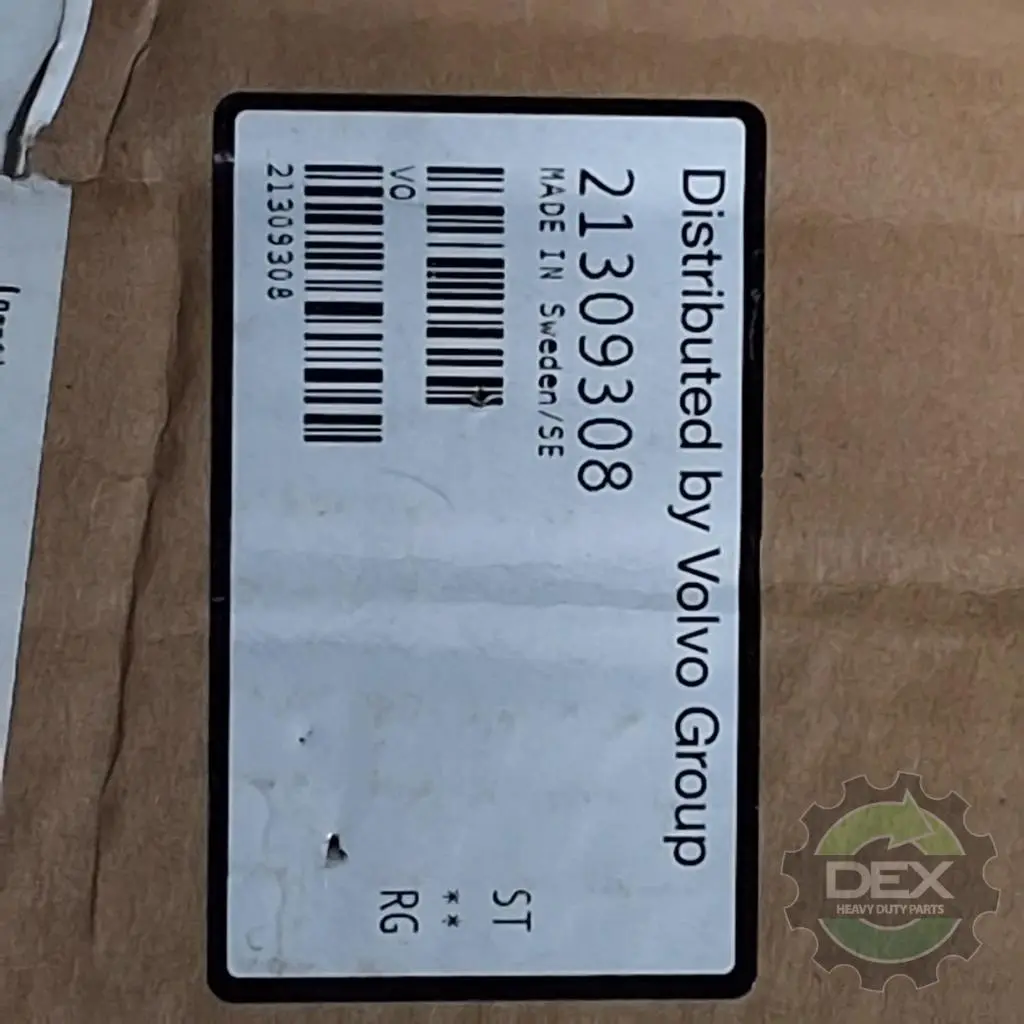 Distributed by Volvo Group
21309308
MADE IN Sweden/SE
VO
21309308
ST
**
RG
DEX
HEAVY DUTY PARTS